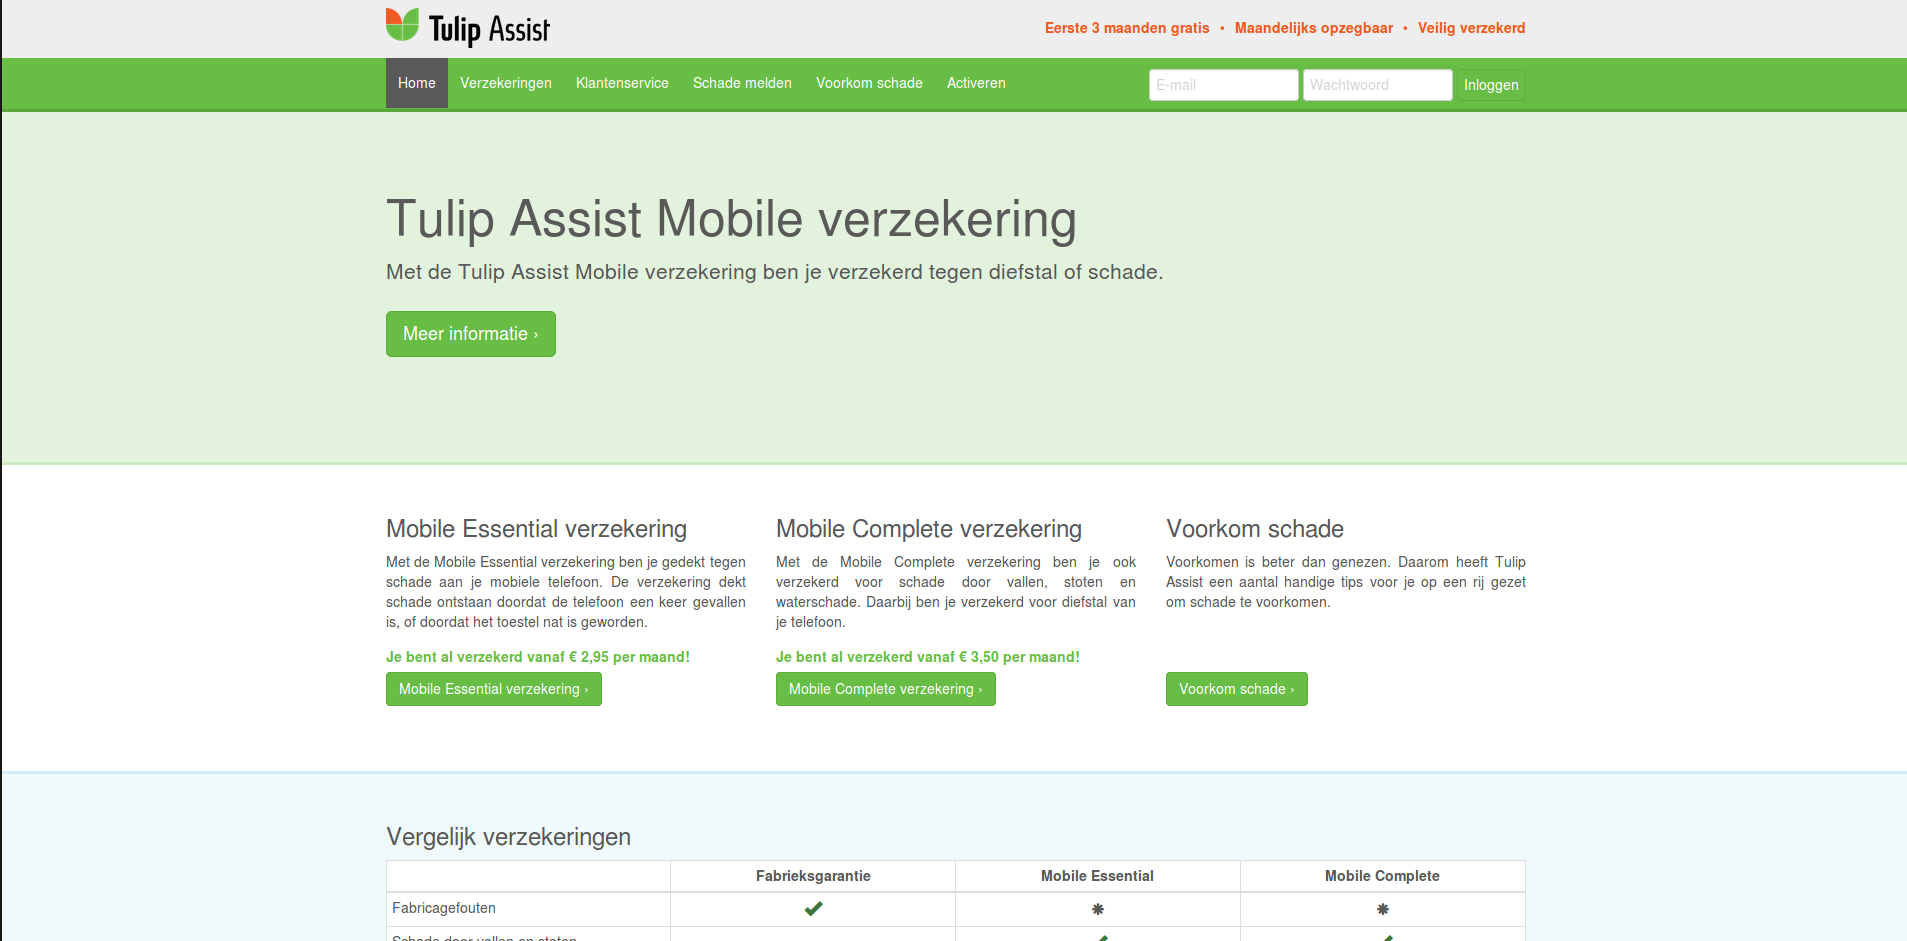 Tulip Assist
Eerste 3 maanden gratis • Maandelijks opzegbaar • Veilig verzekerd
Home Verzekeringen Klantenservice Schade melden Voorkom schade Activeren E-mail Wachtwoord Inloggen
Tulip Assist Mobile verzekering
Met de Tulip Assist Mobile verzekering ben je verzekerd tegen diefstal of schade.
Meer informatie ›
Mobile Essential verzekering
Met de Mobile Essential verzekering ben je gedekt tegen
schade aan je mobiele telefoon. De verzekering dekt
schade ontstaan doordat de telefoon een keer gevallen
is, of doordat het toestel nat is geworden.
Je bent al verzekerd vanaf € 2,95 per maand!
Mobile Essential verzekering ›
Mobile Complete verzekering
Met de Mobile Complete verzekering ben je ook
verzekerd voor schade door vallen, stoten en
waterschade. Daarbij ben je verzekerd voor diefstal van
je telefoon.
Je bent al verzekerd vanaf € 3,50 per maand!
Mobile Complete verzekering ›
Voorkom schade
Voorkomen is beter dan genezen. Daarom heeft Tulip
Assist een aantal handige tips voor je op een rij gezet
om schade te voorkomen.
Voorkom schade ›
Vergelijk verzekeringen
Fabrieksgarantie Mobile Essential Mobile Complete
Fabricagefouten
Schade door vallen en stoten